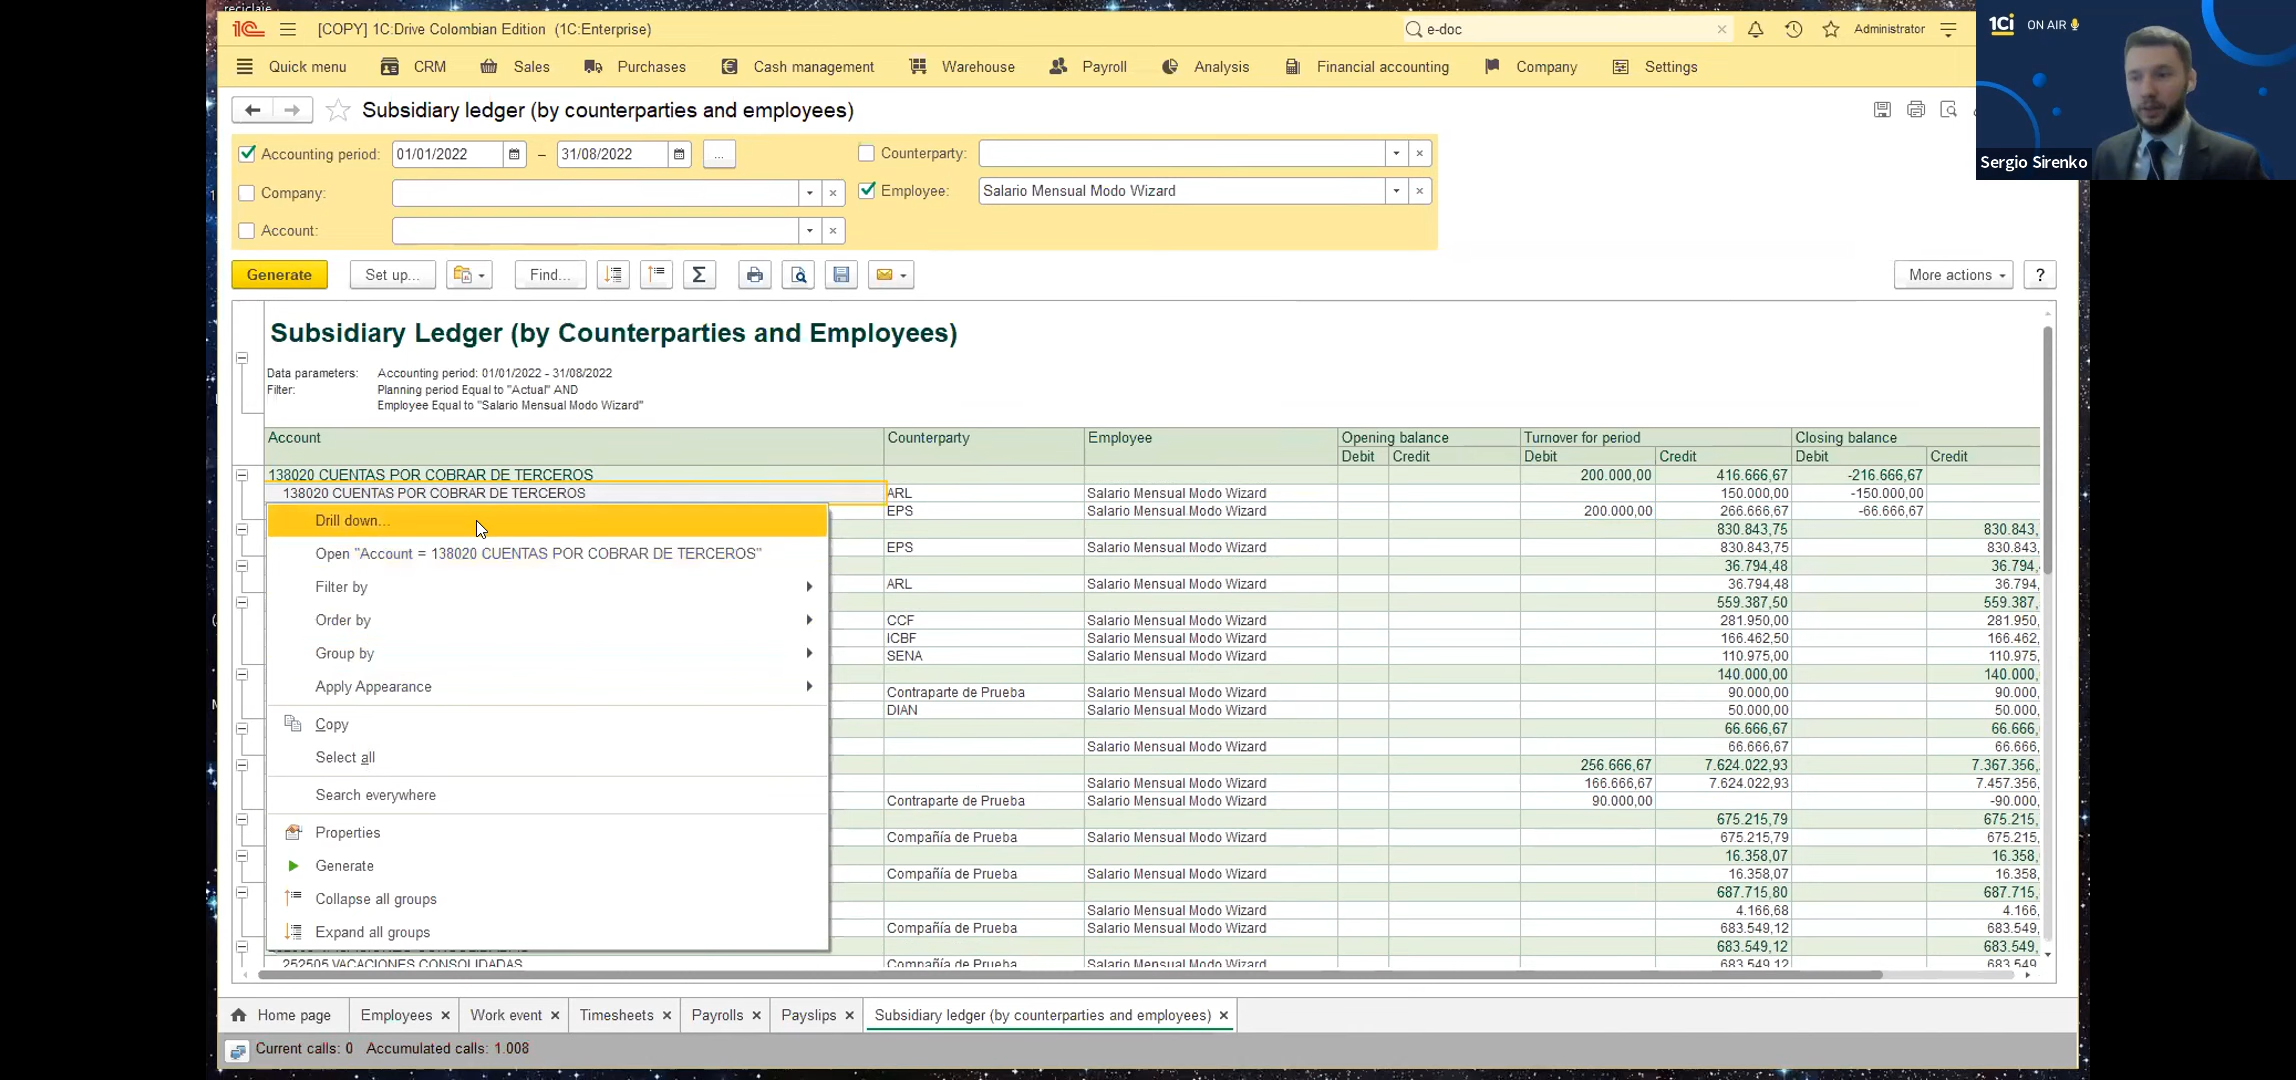 reciclaje
[COPY] 1C:Drive Colombian Edition (1C:Enterprise)
e-doc
Administrator
1Ci ON AIR
Quick menu CRM Sales Purchases Cash management Warehouse Payroll Analysis Financial accounting Company Settings
Subsidiary ledger (by counterparties and employees)
Sergio Sirenko
Accounting period: 01/01/2022 – 31/08/2022 ... Counterparty:
Company: Employee: Salario Mensual Modo Wizard
Account:
Generate Set up... Find... Σ More actions ?
Subsidiary Ledger (by Counterparties and Employees)
Data parameters: Accounting period: 01/01/2022 - 31/08/2022
Filter: Planning period Equal to "Actual" AND
Employee Equal to "Salario Mensual Modo Wizard"
Account Counterparty Employee Opening balance Turnover for period Closing balance
Debit Credit Debit Credit Debit Credit
138020 CUENTAS POR COBRAR DE TERCEROS 200.000,00 416.666,67 -216.666,67
138020 CUENTAS POR COBRAR DE TERCEROS ARL Salario Mensual Modo Wizard 150.000,00 -150.000,00
EPS Salario Mensual Modo Wizard 200.000,00 266.666,67 -66.666,67
830.843,75 830.843,
EPS Salario Mensual Modo Wizard 830.843,75 830.843,
36.794,48 36.794,
ARL Salario Mensual Modo Wizard 36.794,48 36.794,
559.387,50 559.387,
CCF Salario Mensual Modo Wizard 281.950,00 281.950,
ICBF Salario Mensual Modo Wizard 166.462,50 166.462,
SENA Salario Mensual Modo Wizard 110.975,00 110.975,
140.000,00 140.000,
Contraparte de Prueba Salario Mensual Modo Wizard 90.000,00 90.000,
DIAN Salario Mensual Modo Wizard 50.000,00 50.000,
66.666,67 66.666,
Salario Mensual Modo Wizard 66.666,67 66.666,
256.666,67 7.624.022,93 7.367.356,
Salario Mensual Modo Wizard 166.666,67 7.624.022,93 7.457.356,
Contraparte de Prueba Salario Mensual Modo Wizard 90.000,00 -90.000,
675.215,79 675.215,
Compañía de Prueba Salario Mensual Modo Wizard 675.215,79 675.215,
16.358,07 16.358,
Compañía de Prueba Salario Mensual Modo Wizard 16.358,07 16.358,
687.715,80 687.715,
Salario Mensual Modo Wizard 4.166,68 4.166,
Compañía de Prueba Salario Mensual Modo Wizard 683.549,12 683.549,
683.549,12 683.549,
252505 VACACIONES CONSOLIDADAS Compañía de Prueba Salario Mensual Modo Wizard 683.549,12 683.549
Drill down...
Open "Account = 138020 CUENTAS POR COBRAR DE TERCEROS"
Filter by
Order by
Group by
Apply Appearance
Copy
Select all
Search everywhere
Properties
Generate
Collapse all groups
Expand all groups
Home page Employees Work event Timesheets Payrolls Payslips Subsidiary ledger (by counterparties and employees)
Current calls: 0 Accumulated calls: 1.008